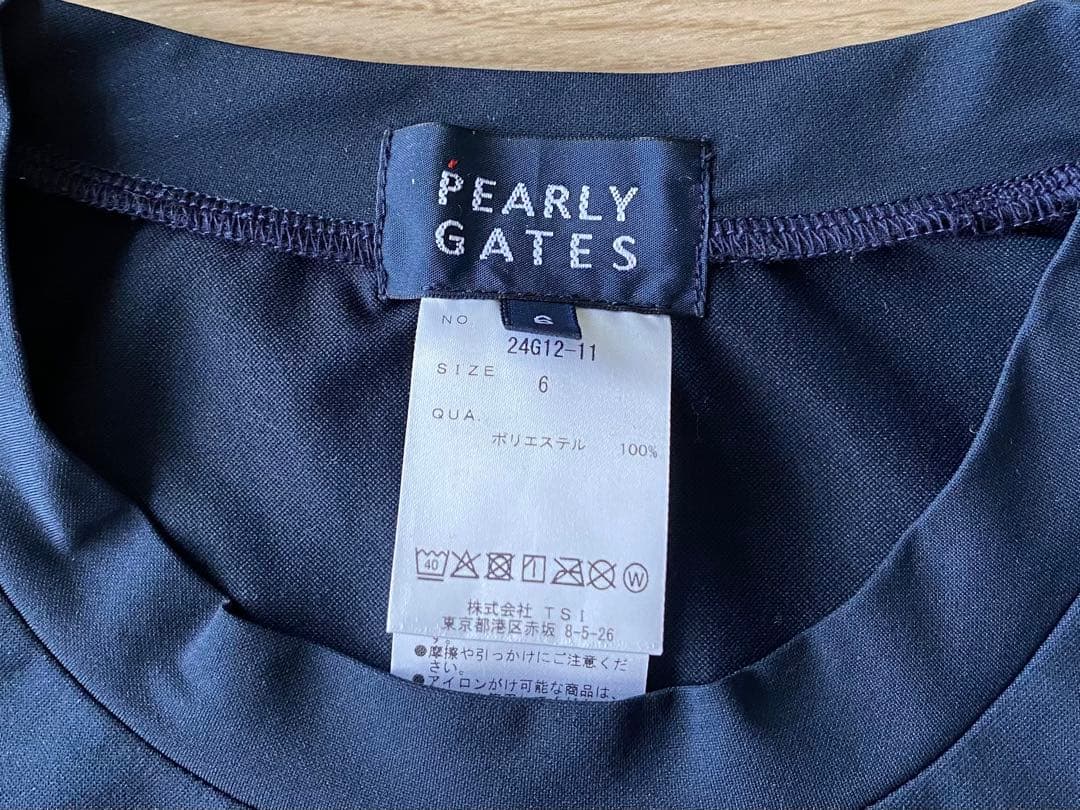 PEARLY
GATES
6
NO
24G12-11
SIZE 6
QUA.
ポリエステル 100%
40
W
株式会社 TSI
東京都港区赤坂 8-5-26
す。
●摩擦や引っかけにご注意くだ
さい。
●アイロンがけ可能な商品は、